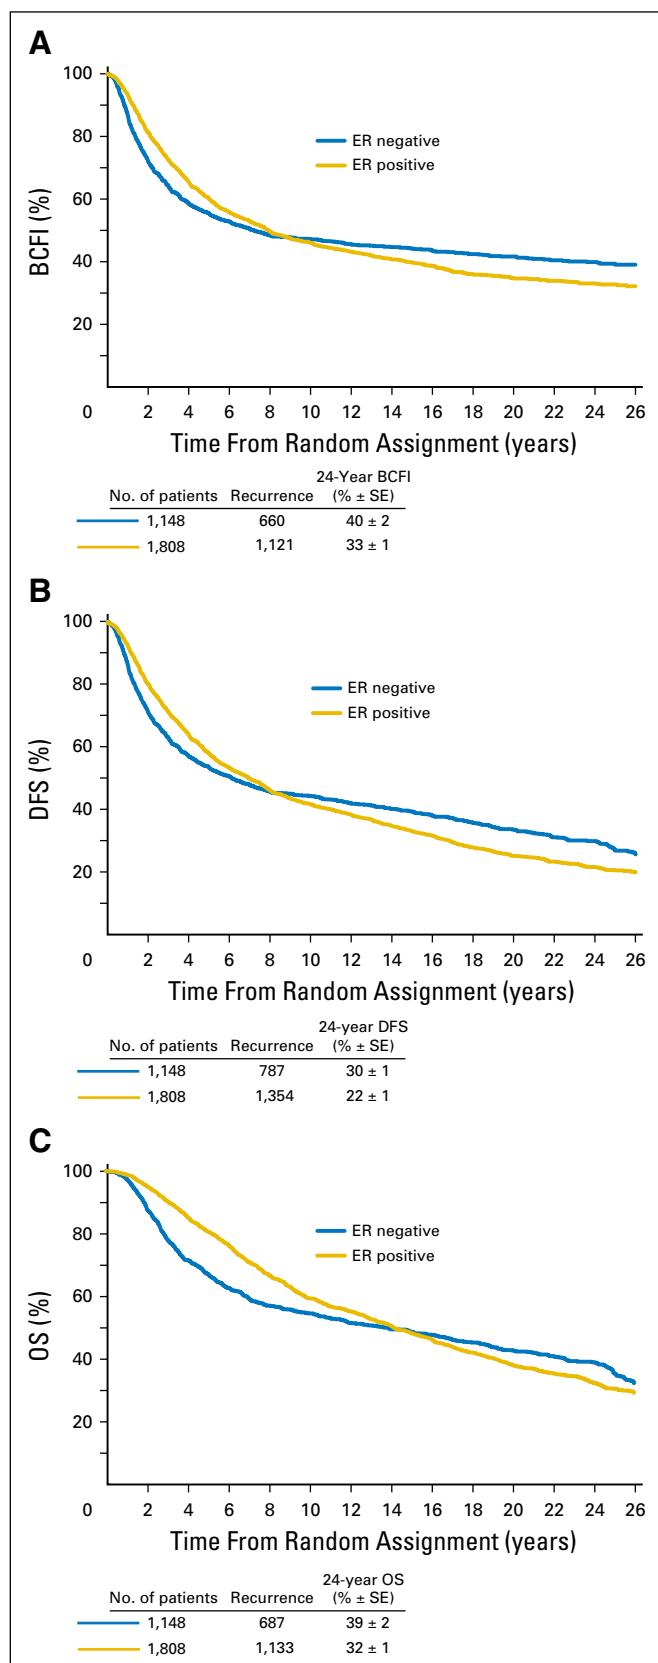 A
100
80
60
40
20
BCFI (%)
ER negative
ER positive
0 2 4 6 8 10 12 14 16 18 20 22 24 26
Time From Random Assignment (years)
24-Year BCFI
No. of patients Recurrence (% ± SE)
1,148 660 40 ± 2
1,808 1,121 33 ± 1
B
100
80
60
40
20
DFS (%)
ER negative
ER positive
0 2 4 6 8 10 12 14 16 18 20 22 24 26
Time From Random Assignment (years)
24-year DFS
No. of patients Recurrence (% ± SE)
1,148 787 30 ± 1
1,808 1,354 22 ± 1
C
100
80
60
40
20
OS (%)
ER negative
ER positive
0 2 4 6 8 10 12 14 16 18 20 22 24 26
Time From Random Assignment (years)
24-year OS
No. of patients Recurrence (% ± SE)
1,148 687 39 ± 2
1,808 1,133 32 ± 1